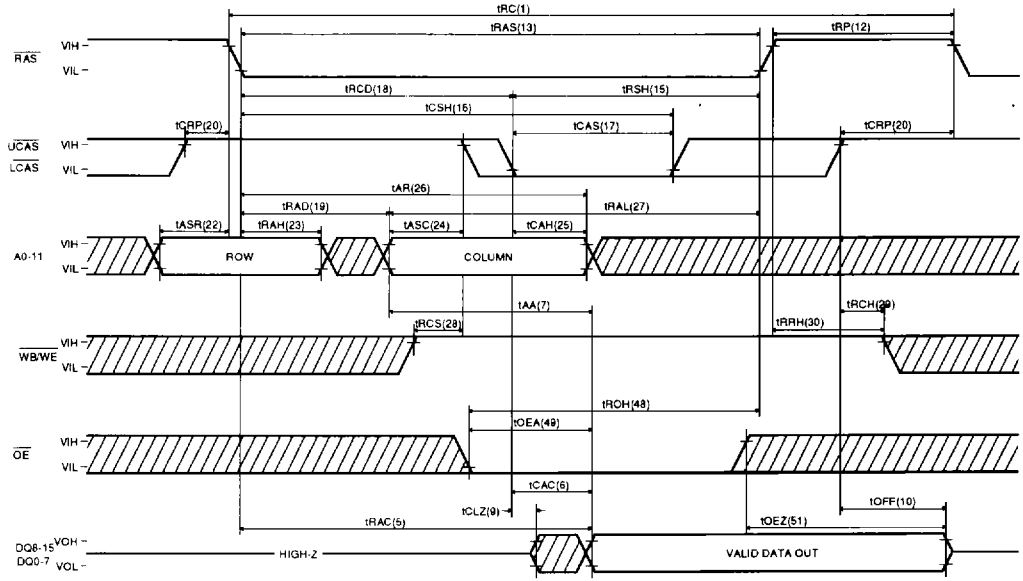 tRC(1)
tRAS(13)
tRP(12)
RAS
VIH
VIL
tRCD(18)
tRSH(15)
tCSH(16)
tCRP(20)
tCAS(17)
tCRP(20)
UCAS
LCAS
VIH
VIL
tAR(26)
tRAD(19)
tRAL(27)
tASR(22)
tRAH(23)
tASC(24)
tCAH(25)
A0-11
VIH
VIL
ROW
COLUMN
tAA(7)
tRCH(29)
tRCS(28)
tRRH(30)
WB/WE
VIH
VIL
tROH(48)
tOEA(49)
OE
VIH
VIL
tCAC(6)
tOFF(10)
tCLZ(9)
tRAC(5)
tOEZ(51)
DQ8-15
DQ0-7
VOH
VOL
HIGH-Z
VALID DATA OUT